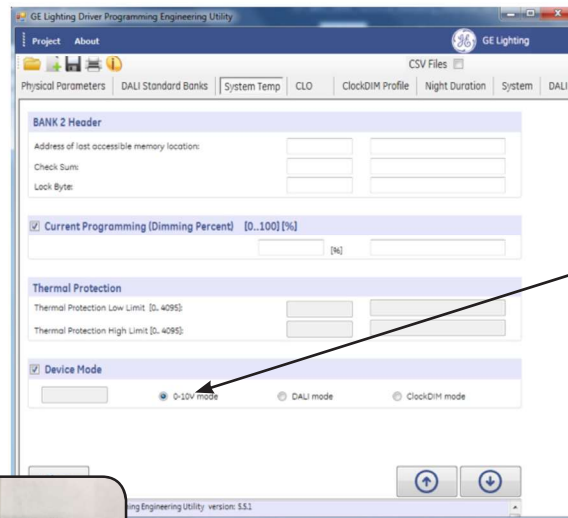 GE Lighting Driver Programming Engineering Utility
Project About
GE Lighting
CSV Files
Physical Parameters DALI Standard Banks System Temp CLO ClockDIM Profile Night Duration System DALI
BANK 2 Header
Address of last accessible memory location:
Check Sum:
Lock Byte:
Current Programming (Dimming Percent) [0..100] [%]
[%]
Thermal Protection
Thermal Protection Low Limit [0.. 4095]:
Thermal Protection High Limit [0.. 4095]:
Device Mode
0-10V mode DALI mode ClockDIM mode
Engineering Utility version: 5.5.1